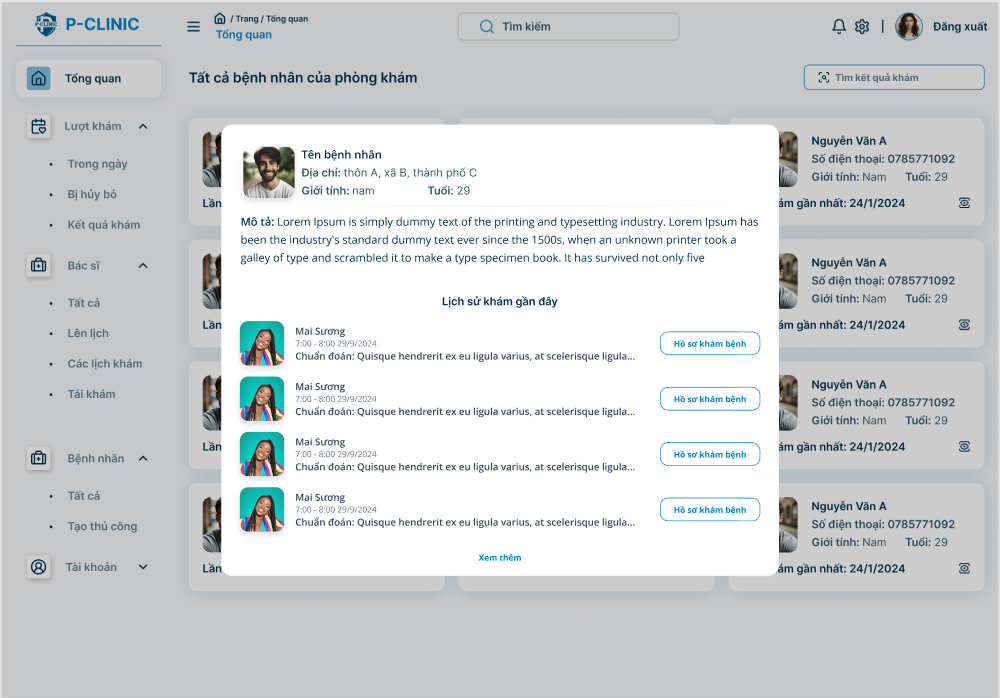 P-CLINIC
P-CLINIC
/ Trang / Tổng quan
Tổng quan
Tìm kiếm
Đăng xuất
Tổng quan
Lượt khám
Trong ngày
Bị hủy bỏ
Kết quả khám
Bác sĩ
Tất cả
Lên lịch
Các lịch khám
Tái khám
Bệnh nhân
Tất cả
Tạo thủ công
Tài khoản
Tất cả bệnh nhân của phòng khám
Tìm kết quả khám
Tên bệnh nhân
Địa chỉ: thôn A, xã B, thành phố C
Giới tính: nam Tuổi: 29
Mô tả: Lorem Ipsum is simply dummy text of the printing and typesetting industry. Lorem Ipsum has
been the industry's standard dummy text ever since the 1500s, when an unknown printer took a
galley of type and scrambled it to make a type specimen book. It has survived not only five
Lịch sử khám gần đây
Mai Sương
7:00 - 8:00 29/9/2024
Chuẩn đoán: Quisque hendrerit ex eu ligula varius, at scelerisque ligula...
Hồ sơ khám bệnh
Mai Sương
7:00 - 8:00 29/9/2024
Chuẩn đoán: Quisque hendrerit ex eu ligula varius, at scelerisque ligula...
Hồ sơ khám bệnh
Mai Sương
7:00 - 8:00 29/9/2024
Chuẩn đoán: Quisque hendrerit ex eu ligula varius, at scelerisque ligula...
Hồ sơ khám bệnh
Mai Sương
7:00 - 8:00 29/9/2024
Chuẩn đoán: Quisque hendrerit ex eu ligula varius, at scelerisque ligula...
Hồ sơ khám bệnh
Xem thêm
Lần
Nguyễn Văn A
Số điện thoại: 0785771092
Giới tính: Nam Tuổi: 29
ám gần nhất: 24/1/2024
Lần
Nguyễn Văn A
Số điện thoại: 0785771092
Giới tính: Nam Tuổi: 29
ám gần nhất: 24/1/2024
Lần
Nguyễn Văn A
Số điện thoại: 0785771092
Giới tính: Nam Tuổi: 29
ám gần nhất: 24/1/2024
Lần
Nguyễn Văn A
Số điện thoại: 0785771092
Giới tính: Nam Tuổi: 29
ám gần nhất: 24/1/2024